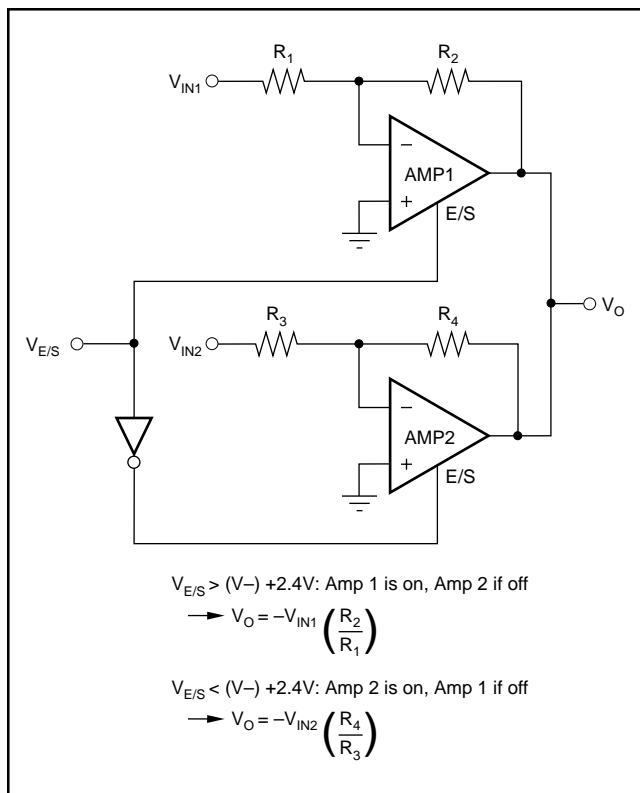 R1 R2
VIN1
−
AMP1
+
E/S
R3 R4
VO
VE/S
VIN2
−
AMP2
+
E/S
VE/S > (V–) +2.4V: Amp 1 is on, Amp 2 if off
VO = –VIN1 (R2/R1)
VE/S < (V–) +2.4V: Amp 2 is on, Amp 1 if off
VO = –VIN2 (R4/R3)